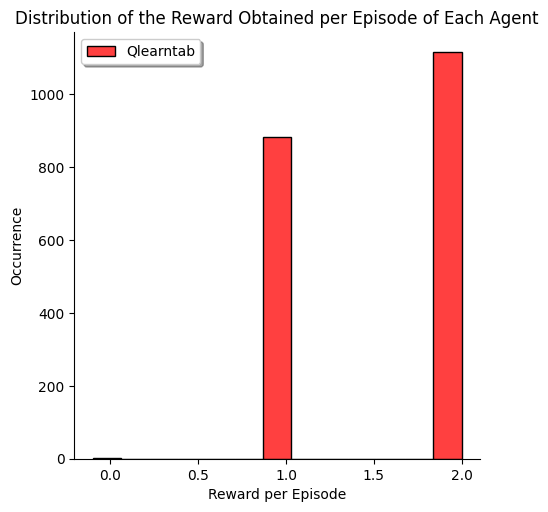 Distribution of the Reward Obtained per Episode of Each Agent
Qlearntab
1000
800
600
400
200
0
Occurrence
0.0 0.5 1.0 1.5 2.0
Reward per Episode